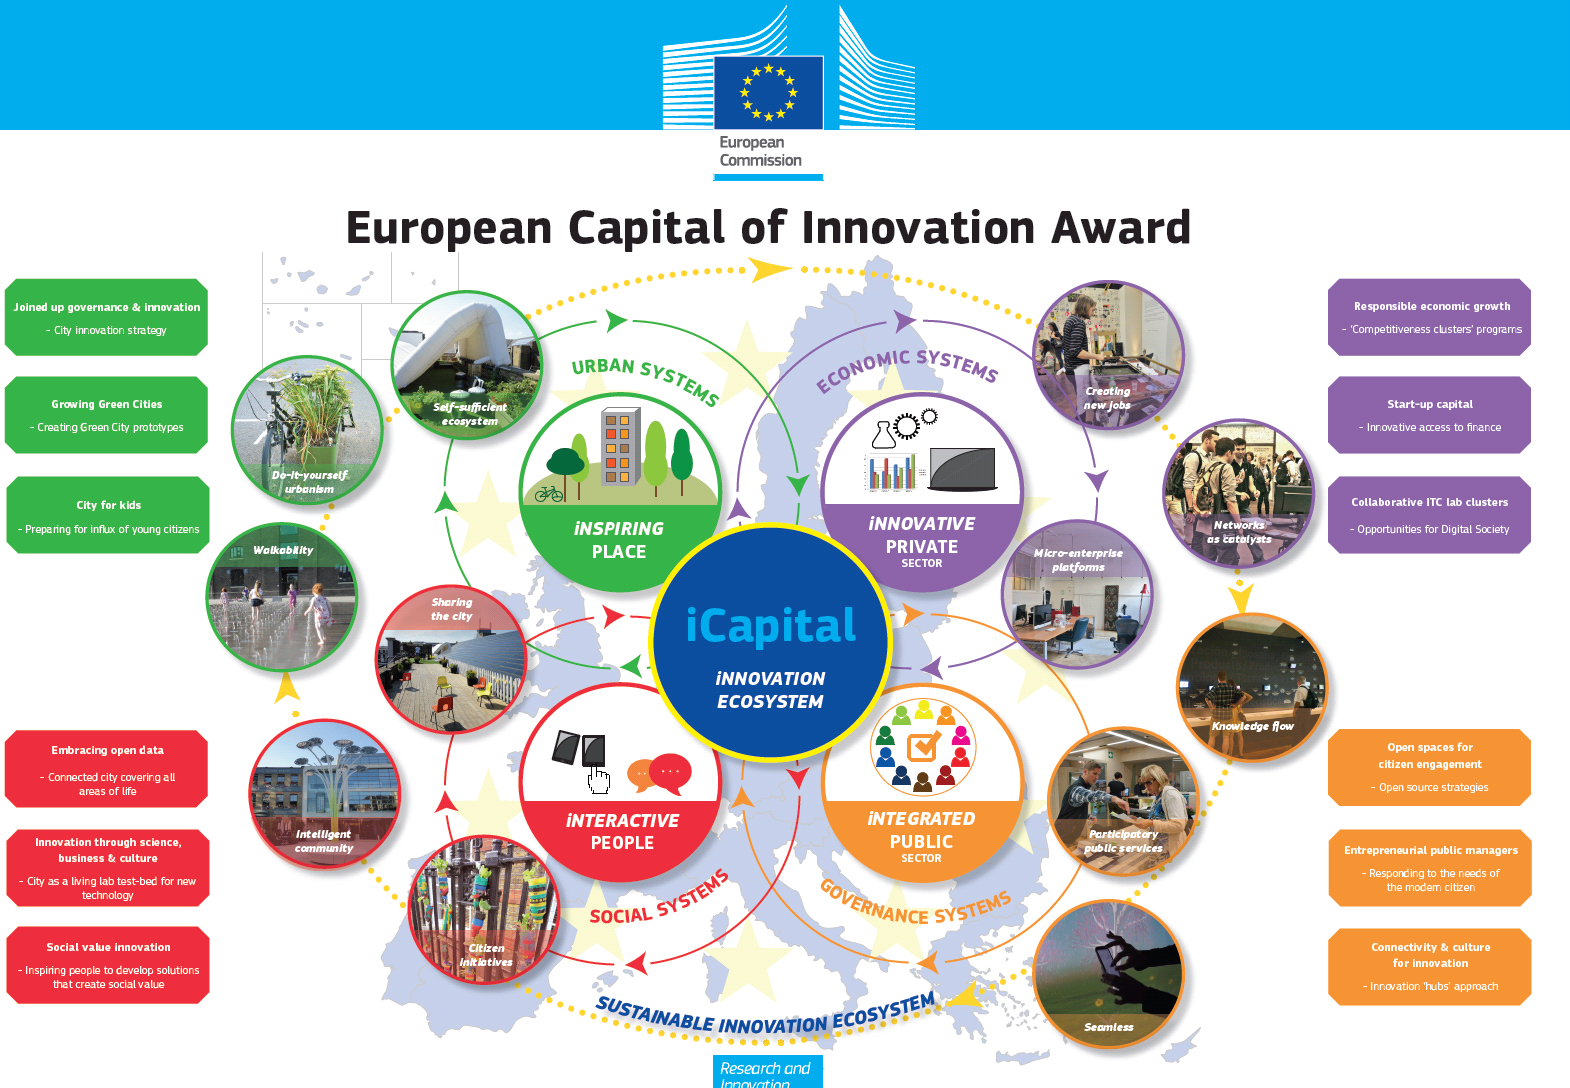 European
Commission
European Capital of Innovation Award
Joined up governance & innovation
- City innovation strategy
Growing Green Cities
- Creating Green City prototypes
City for kids
- Preparing for influx of young citizens
Embracing open data
- Connected city covering all
areas of life
Innovation through science,
business & culture
- City as a living lab test-bed for new
technology
Social value innovation
- Inspiring people to develop solutions
that create social value
Self-sufficient
ecosystem
Do-it-yourself
urbanism
Walkability
Sharing
the city
Intelligent
community
Citizen
initiatives
URBAN SYSTEMS
iNSPIRING
PLACE
ECONOMIC SYSTEMS
iNNOVATIVE
PRIVATE
SECTOR
iCapital
iNNOVATION
ECOSYSTEM
iNTERACTIVE
PEOPLE
SOCIAL SYSTEMS
iNTEGRATED
PUBLIC
SECTOR
GOVERNANCE SYSTEMS
SUSTAINABLE INNOVATION ECOSYSTEM
Creating
new jobs
Networks
as catalysts
Micro-enterprise
platforms
Knowledge flow
Participatory
public services
Seamless
Responsible economic growth
- 'Competitiveness clusters' programs
Start-up capital
- Innovative access to finance
Collaborative ITC lab clusters
- Opportunities for Digital Society
Open spaces for
citizen engagement
- Open source strategies
Entrepreneurial public managers
- Responding to the needs of
the modern citizen
Connectivity & culture
for innovation
- Innovation 'hubs' approach
Research and
Innovation